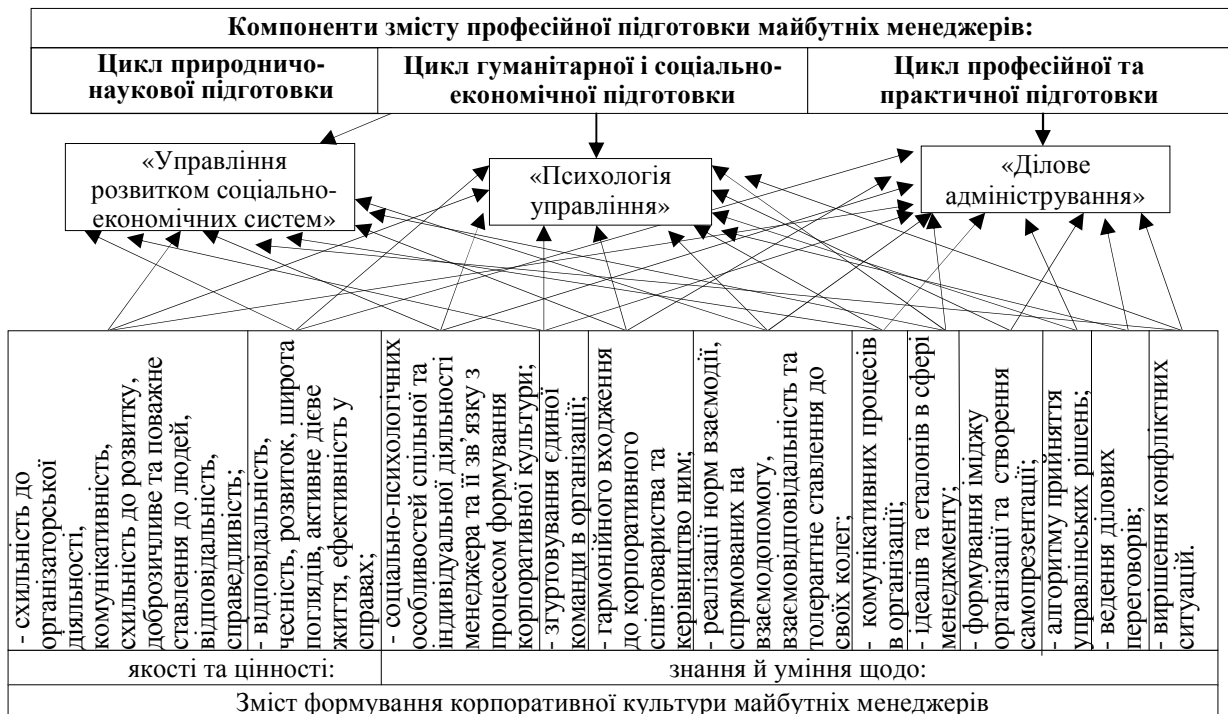 Компоненти змісту професійної підготовки майбутніх менеджерів:
Цикл природничо-
наукової підготовки
Цикл гуманітарної і соціально-
економічної підготовки
Цикл професійної та
практичної підготовки
«Управління
розвитком соціально-
економічних систем»
«Психологія
управління»
«Ділове
адміністрування»
- схильність до
організаторської
діяльності,
комунікативність,
схильність до розвитку,
доброзичливе та поважне
ставлення до людей,
відповідальність,
справедливість;
- відповідальність,
чесність, розвиток, широта
поглядів, активне дієве
життя, ефективність у
справах;
- соціально-психологічних
особливостей спільної та
індивідуальної діяльності
менеджера та її зв’язку з
процесом формування
корпоративної культури;
- згуртовування єдиної
команди в організації;
- гармонійного входження
до корпоративного
співтовариства та
керівництво ним;
- реалізації норм взаємодії,
спрямованих на
взаємодопомогу,
взаємовідповідальність та
толерантне ставлення до
своїх колег;
- комунікативних процесів
в організації;
- ідеалів та еталонів в сфері
менеджменту;
- формування іміджу
організації та створення
самопрезентації;
- алгоритму прийняття
управлінських рішень;
- ведення ділових
переговорів;
- вирішення конфліктних
ситуацій.
якості та цінності:
знання й уміння щодо:
Зміст формування корпоративної культури майбутніх менеджерів